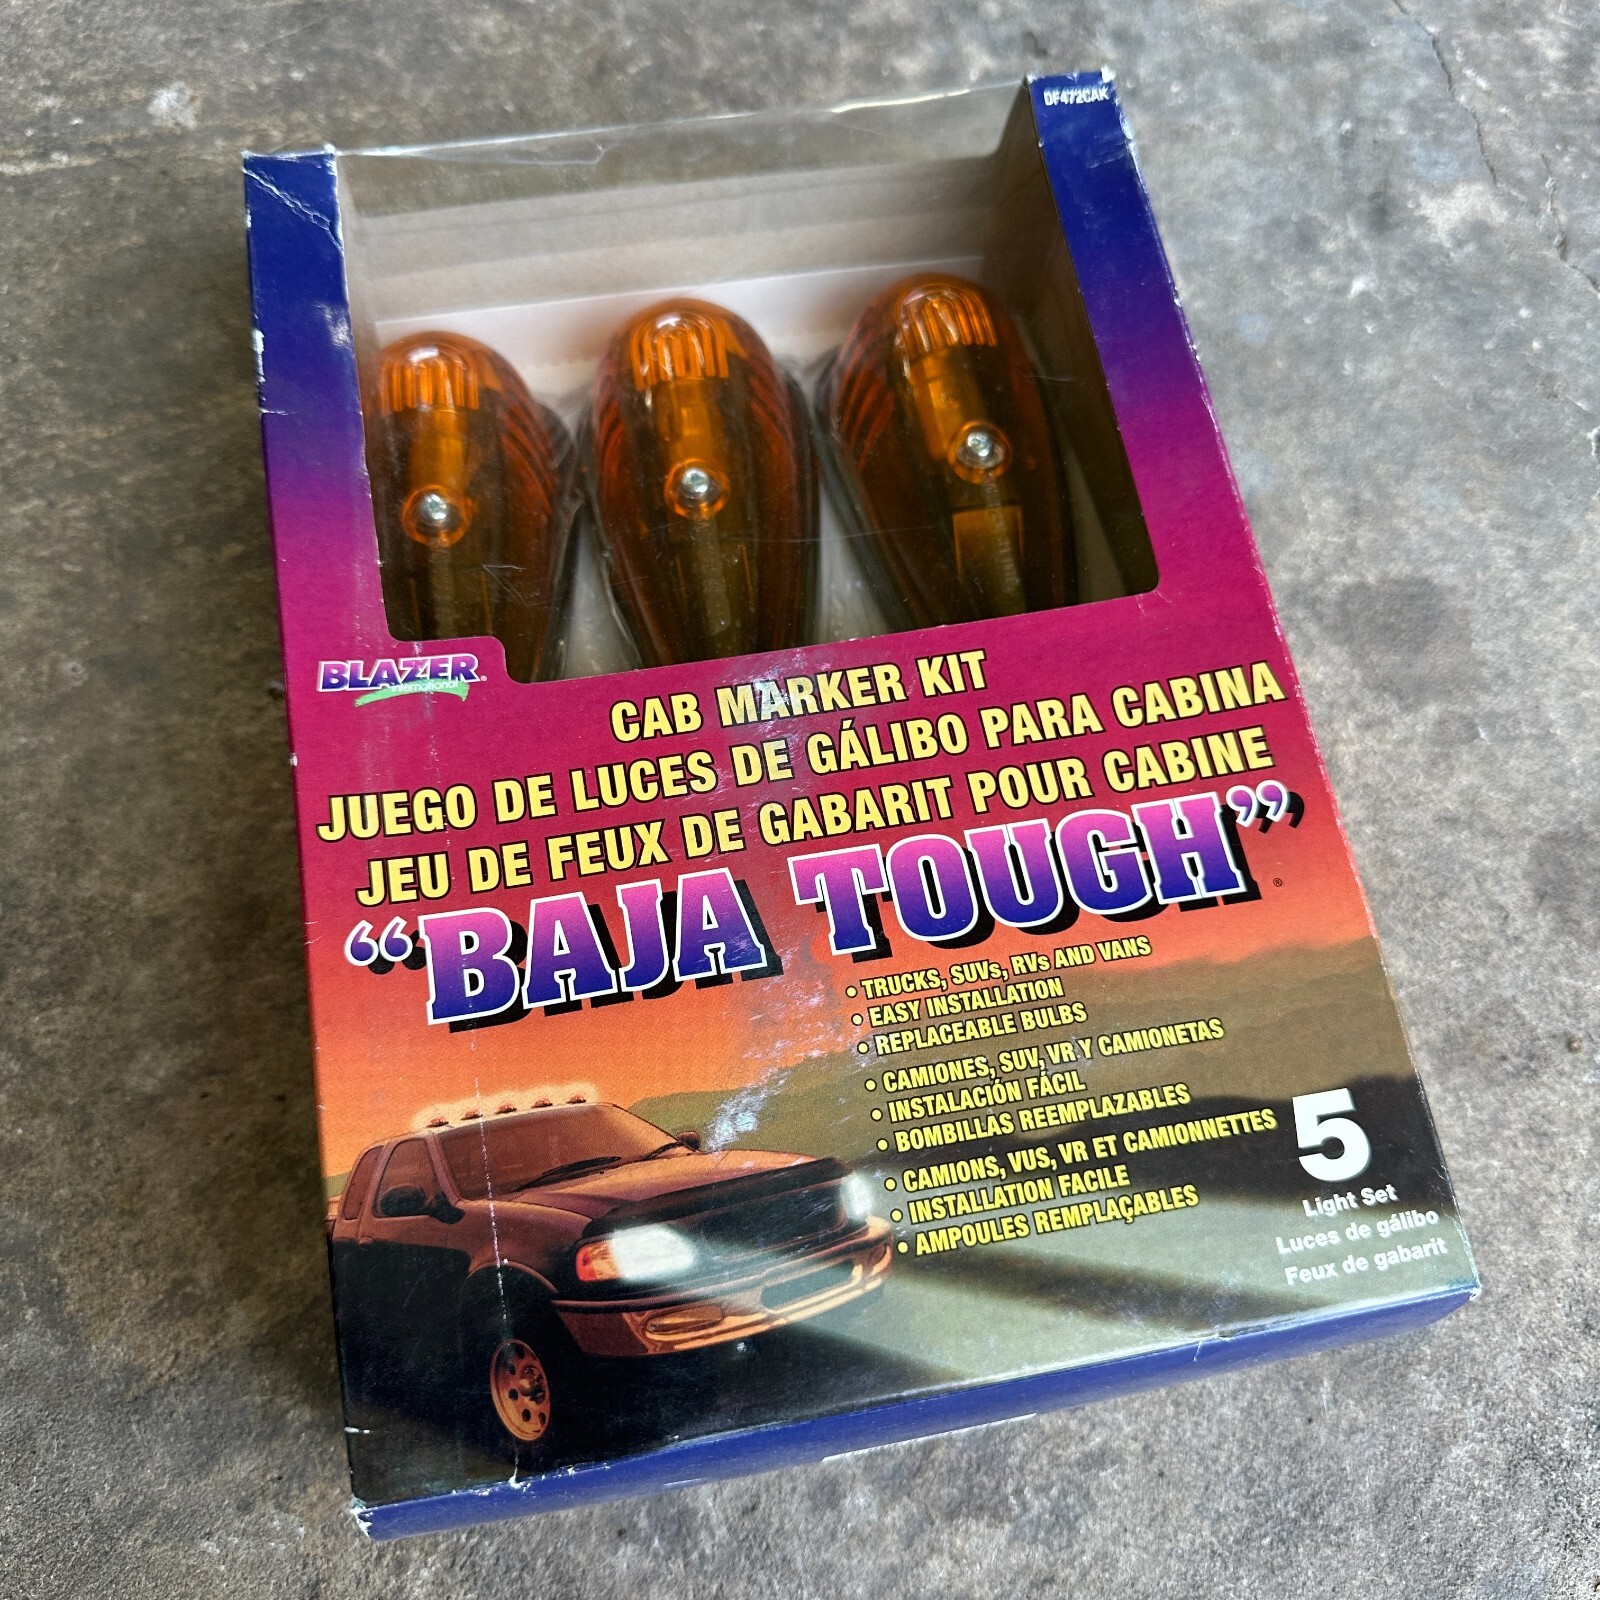 DF472CAK
BLAZER
International
CAB MARKER KIT
JUEGO DE LUCES DE GÁLIBO PARA CABINA
JEU DE FEUX DE GABARIT POUR CABINE
“BAJA TOUGH”®
• TRUCKS, SUVs, RVs AND VANS
• EASY INSTALLATION
• REPLACEABLE BULBS
• CAMIONES, SUV, VR Y CAMIONETAS
• INSTALACIÓN FÁCIL
• BOMBILLAS REEMPLAZABLES
• CAMIONS, VUS, VR ET CAMIONNETTES
• INSTALLATION FACILE
• AMPOULES REMPLAÇABLES
5
Light Set
Luces de gálibo
Feux de gabarit